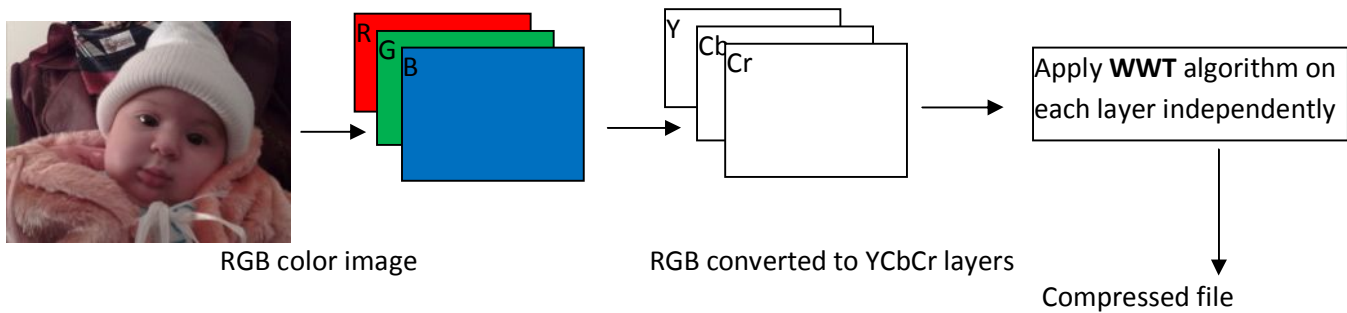 R
G
B
Y
Cb
Cr
Apply WWT algorithm on
each layer independently
RGB color image
RGB converted to YCbCr layers
Compressed file